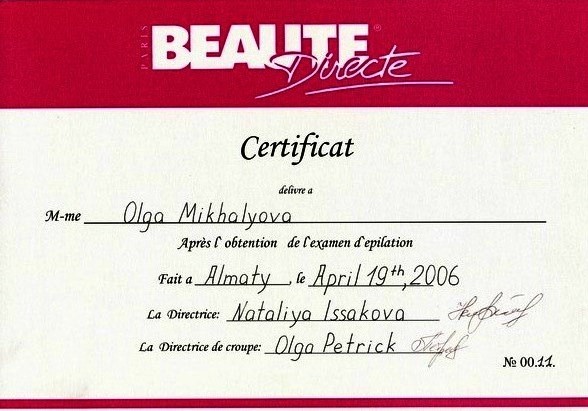 PARIS
BEAUTE®
Directe
Certificat
delivre a
M-me Olga Mikhalyova
Après l' obtention de l'examen d'epilation
Fait a Almaty , le April 19th, 2006
La Directrice: Nataliya Issakova
La Directrice de croupe: Olga Petrick
№ 00.11.